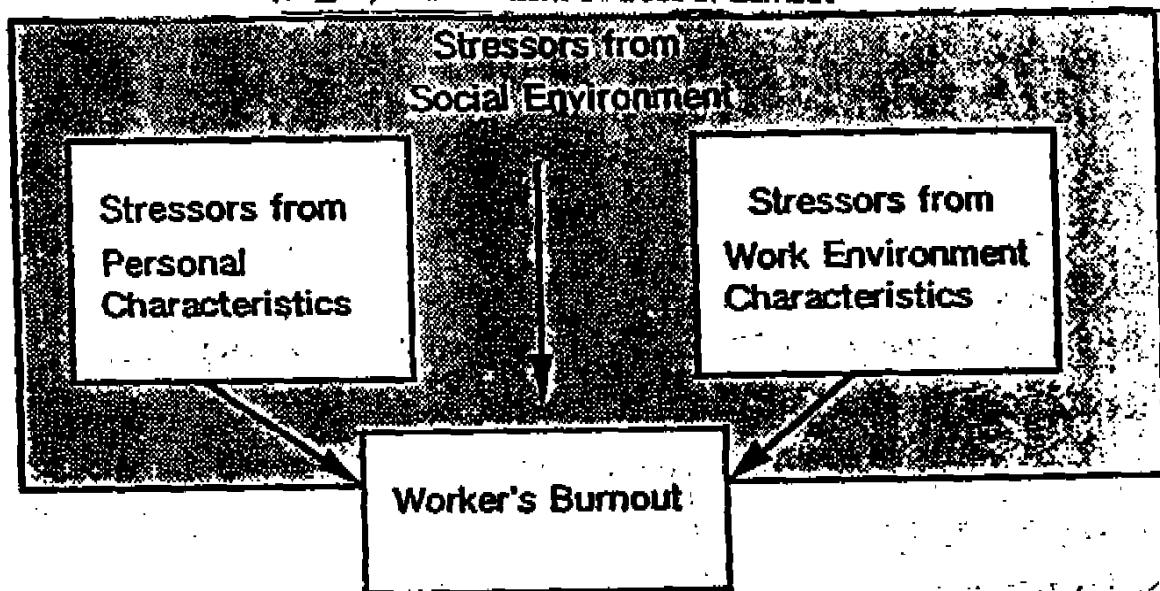 Stressors from
Social Environment
Stressors from
Personal
Characteristics
Stressors from
Work Environment
Characteristics
Worker's Burnout